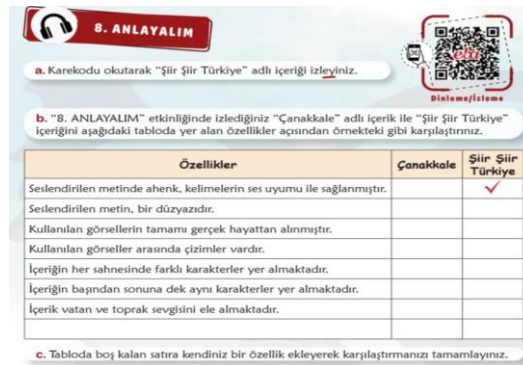 8. ANLAYALIM
a. Karekodu okutarak “Şiir Şiir Türkiye” adlı içeriği izleyiniz.
eba
Dinleme/İzleme
b. “8. ANLAYALIM” etkinliğinde izlediğiniz “Çanakkale” adlı içerik ile “Şiir Şiir Türkiye”
içeriğini aşağıdaki tabloda yer alan özellikler açısından örnekteki gibi karşılaştırınız.
Özellikler Çanakkale Şiir Şiir Türkiye
Seslendirilen metinde ahenk, kelimelerin ses uyumu ile sağlanmıştır. ✓
Seslendirilen metin, bir düzyazıdır.
Kullanılan görsellerin tamamı gerçek hayattan alınmıştır.
Kullanılan görseller arasında çizimler vardır.
İçeriğin her sahnesinde farklı karakterler yer almaktadır.
İçeriğin başından sonuna dek aynı karakterler yer almaktadır.
İçerik vatan ve toprak sevgisini ele almaktadır.
c. Tabloda boş kalan satıra kendiniz bir özellik ekleyerek karşılaştırmanızı tamamlayınız.